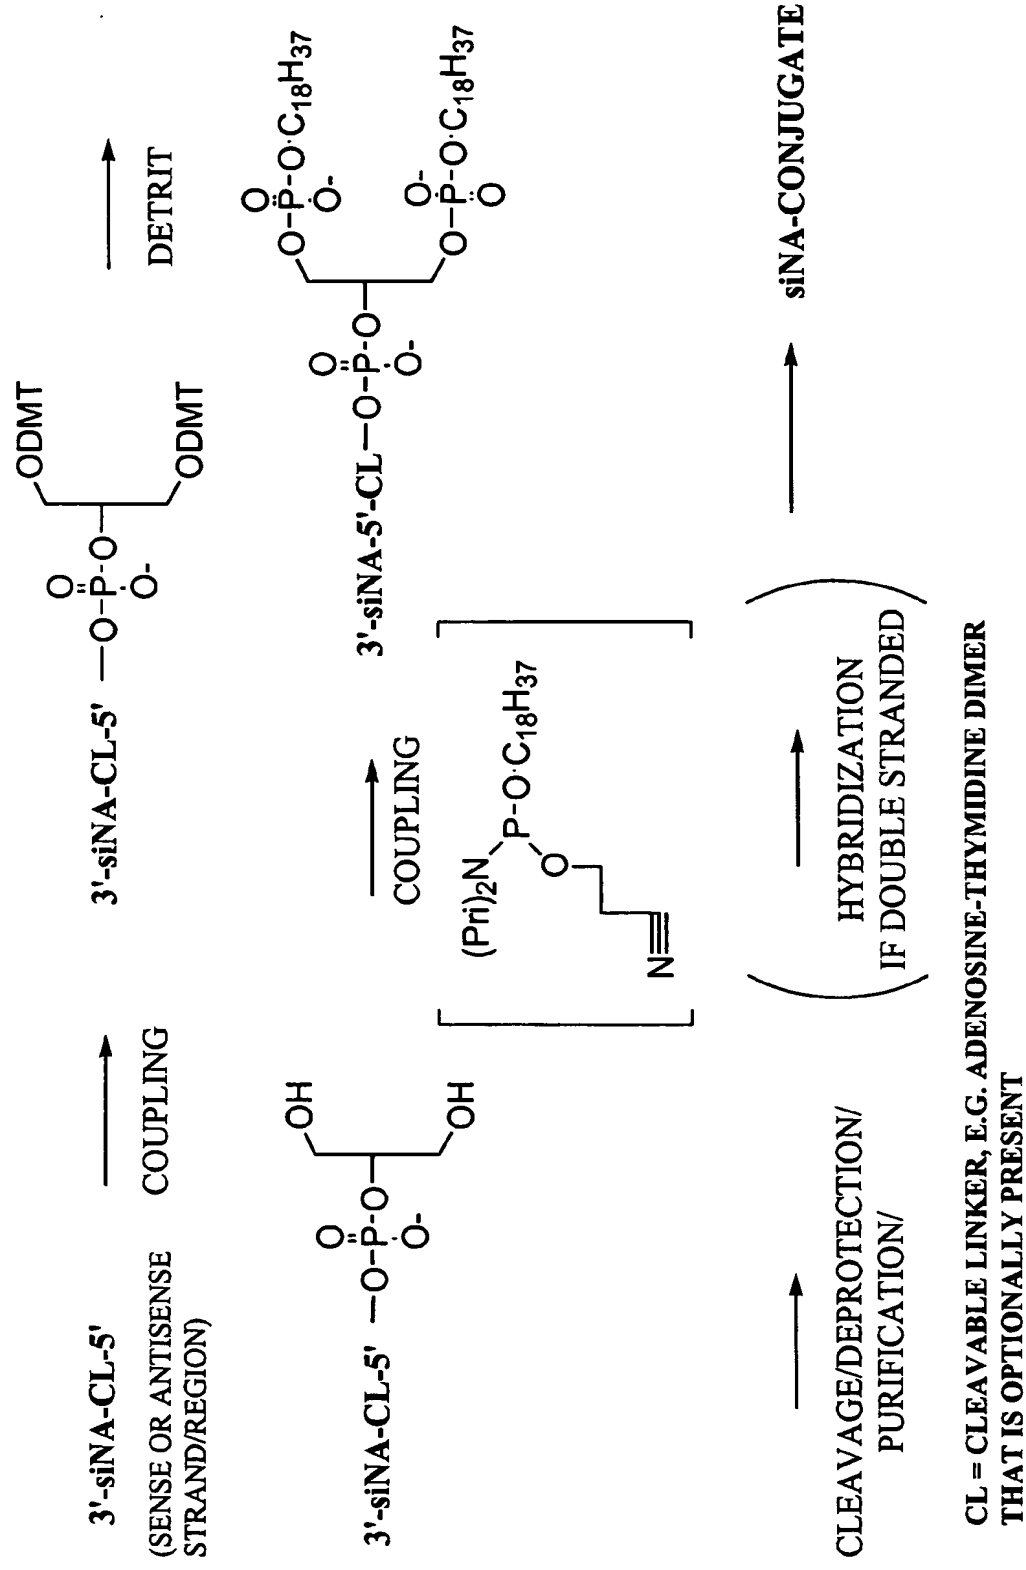 3'-siNA-CL-5'
(SENSE OR ANTISENSE
STRAND/REGION)
COUPLING
3'-siNA-CL-5' —O-P-O
O
O-
ODMT
ODMT
DETRIT
3'-siNA-CL-5' —O-P-O
O
O-
OH
OH
COUPLING
(Pri)2N
P-O·C18H37
O
N
3'-siNA-5'-CL —O-P-O
O
O-
O-P-O·C18H37
O
O-
O-P-O·C18H37
O-
O
CLEAVAGE/DEPROTECTION/
PURIFICATION/
HYBRIDIZATION
IF DOUBLE STRANDED
siNA-CONJUGATE
CL = CLEAVABLE LINKER, E.G. ADENOSINE-THYMIDINE DIMER
THAT IS OPTIONALLY PRESENT